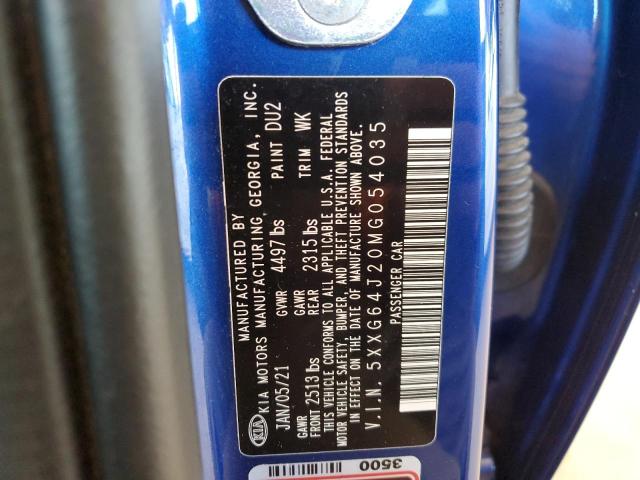 MANUFACTURED BY
KIA KIA MOTORS MANUFACTURING GEORGIA, INC.
JAN/05/21 GVWR 4497 lbs PAINT DU2
GAWR FRONT 2513 lbs GAWR REAR 2315 lbs TRIM WK
THIS VEHICLE CONFORMS TO ALL APPLICABLE U.S.A. FEDERAL
MOTOR VEHICLE SAFETY, BUMPER, AND THEFT PREVENTION STANDARDS
IN EFFECT ON THE DATE OF MANUFACTURE SHOWN ABOVE.
V.I.N. 5XXG64J20MG054035
PASSENGER CAR
3500